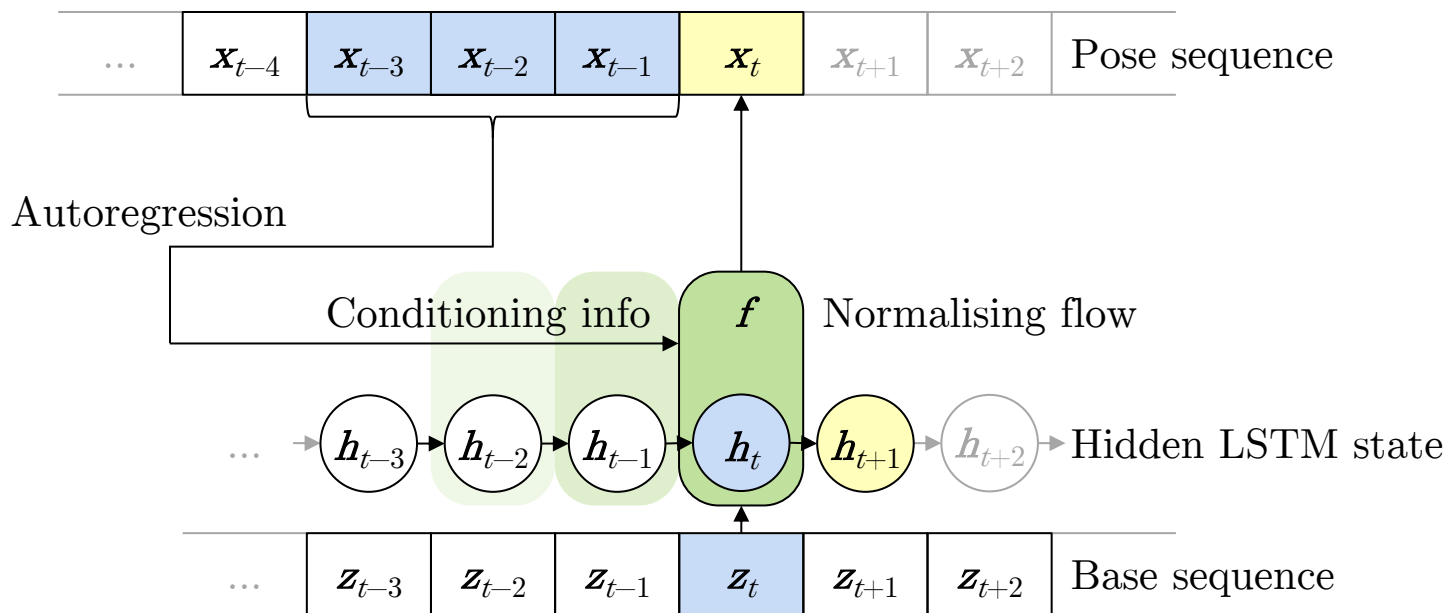 ... x_{t−4} x_{t−3} x_{t−2} x_{t−1} x_t x_{t+1} x_{t+2} Pose sequence
Autoregression
Conditioning info f Normalising flow
... h_{t−3} h_{t−2} h_{t−1} h_t h_{t+1} h_{t+2} Hidden LSTM state
... z_{t−3} z_{t−2} z_{t−1} z_t z_{t+1} z_{t+2} Base sequence